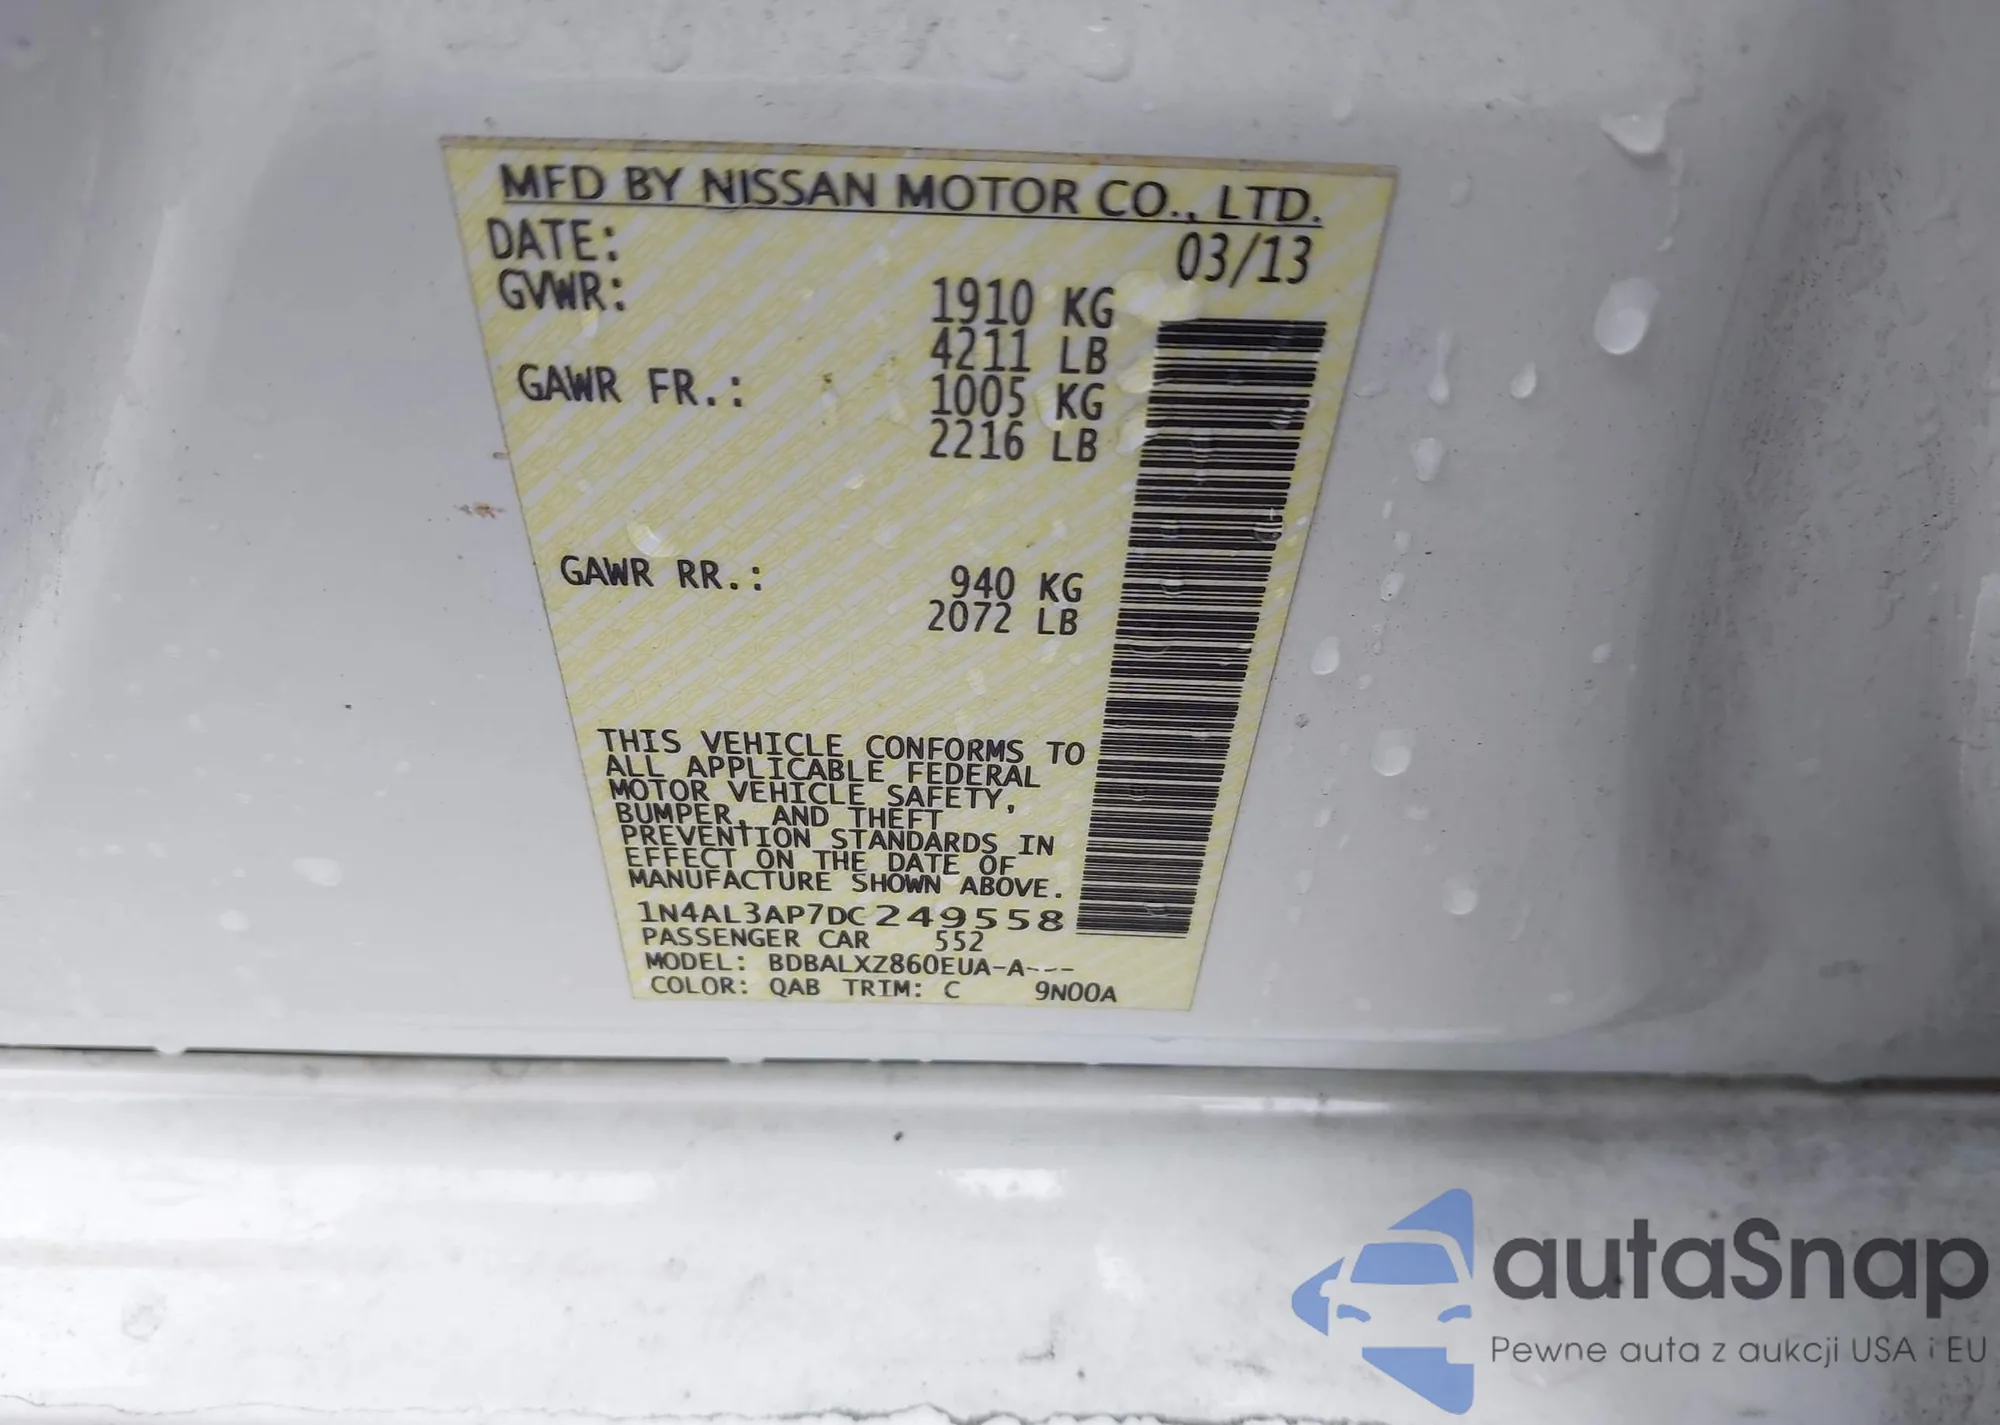 MFD BY NISSAN MOTOR CO., LTD.
DATE: 03/13
GVWR: 1910 KG
4211 LB
GAWR FR.: 1005 KG
2216 LB
GAWR RR.: 940 KG
2072 LB
THIS VEHICLE CONFORMS TO
ALL APPLICABLE FEDERAL
MOTOR VEHICLE SAFETY,
BUMPER, AND THEFT
PREVENTION STANDARDS IN
EFFECT ON THE DATE OF
MANUFACTURE SHOWN ABOVE.
1N4AL3AP7DC249558
PASSENGER CAR 552
MODEL: BDBALXZ860EUA-A---
COLOR: QAB TRIM: C 9N00A
autaSnap
Pewne auta z aukcji USA i EU